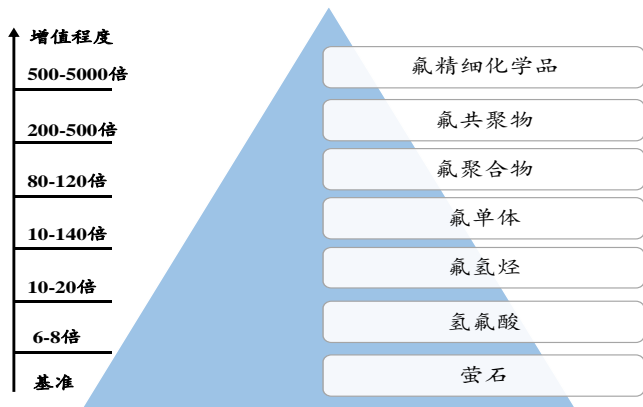 增值程度
500-5000倍
氟精细化学品
200-500倍
氟共聚物
80-120倍
氟聚合物
10-140倍
氟单体
10-20倍
氟氢烃
6-8倍
氢氟酸
基准
萤石